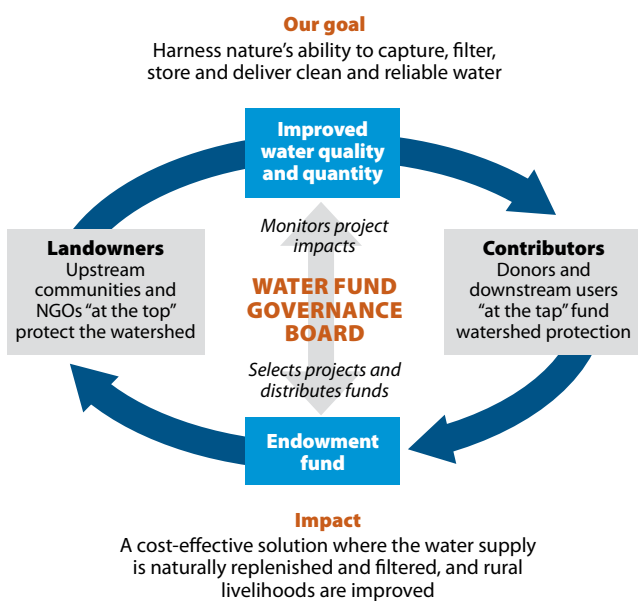 Our goal
Harness nature’s ability to capture, filter,
store and deliver clean and reliable water
Improved
water quality
and quantity
Monitors project
impacts
Landowners
Upstream
communities and
NGOs “at the top”
protect the watershed
WATER FUND
GOVERNANCE
BOARD
Contributors
Donors and
downstream users
“at the tap” fund
watershed protection
Selects projects and
distributes funds
Endowment
fund
Impact
A cost-effective solution where the water supply
is naturally replenished and filtered, and rural
livelihoods are improved